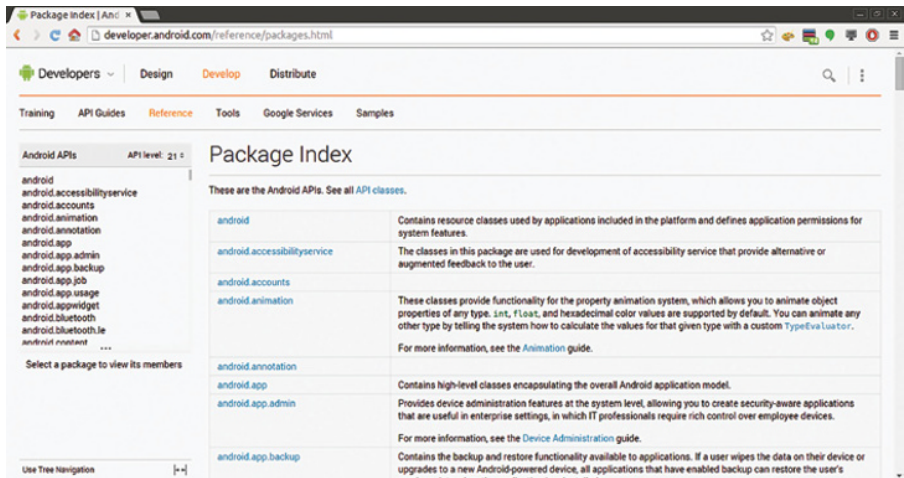 Package Index | And ×
developer.android.com/reference/packages.html
Developers Design Develop Distribute
Training API Guides Reference Tools Google Services Samples
Android APIs API level: 21
android
android.accessibilityservice
android.accounts
android.animation
android.annotation
android.app
android.app.admin
android.app.backup
android.app.job
android.app.usage
android.appwidget
android.bluetooth
android.bluetooth.le
android.content
Select a package to view its members
Use Tree Navigation
Package Index
These are the Android APIs. See all API classes.
android Contains resource classes used by applications included in the platform and defines application permissions for
system features.
android.accessibilityservice The classes in this package are used for development of accessibility service that provide alternative or
augmented feedback to the user.
android.accounts
android.animation These classes provide functionality for the property animation system, which allows you to animate object
properties of any type. int, float, and hexadecimal color values are supported by default. You can animate any
other type by telling the system how to calculate the values for that given type with a custom TypeEvaluator.
For more information, see the Animation guide.
android.annotation
android.app Contains high-level classes encapsulating the overall Android application model.
android.app.admin Provides device administration features at the system level, allowing you to create security-aware applications
that are useful in enterprise settings, in which IT professionals require rich control over employee devices.
For more information, see the Device Administration guide.
android.app.backup Contains the backup and restore functionality available to applications. If a user wipes the data on their device or
upgrades to a new Android-powered device, all applications that have enabled backup can restore the user's